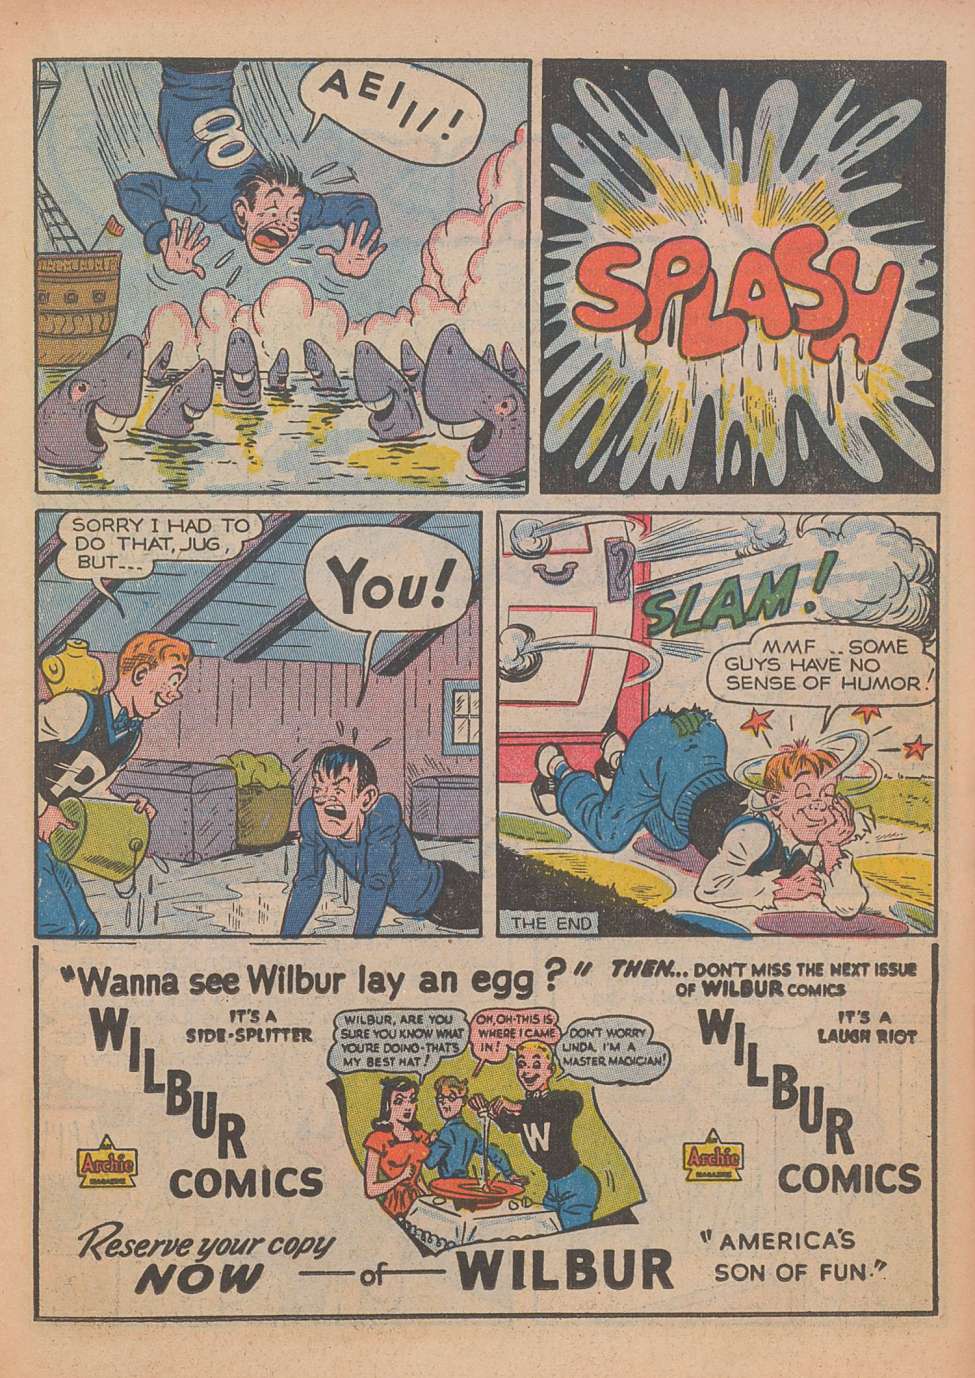 AEIII!
SPLASH
SORRY I HAD TO
DO THAT, JUG,
BUT---
YOU!
P
SLAM!
MMF -- SOME
GUYS HAVE NO
SENSE OF HUMOR!
THE END
"Wanna see Wilbur lay an egg?"
THEN... DON'T MISS THE NEXT ISSUE
OF WILBUR COMICS
WILBUR
COMICS
IT'S A
SIDE-SPLITTER
AN
Archie
MAGAZINE
WILBUR, ARE YOU
SURE YOU KNOW WHAT
YOU'RE DOING-THAT'S
MY BEST HAT!
OH, OH-THIS IS
WHERE I CAME
IN!
DON'T WORRY
LINDA, I'M A
MASTER MAGICIAN!
W
WILBUR
COMICS
IT'S A
LAUGH RIOT
AN
Archie
MAGAZINE
Reserve your copy
NOW — of — WILBUR
"AMERICA'S
SON OF FUN."